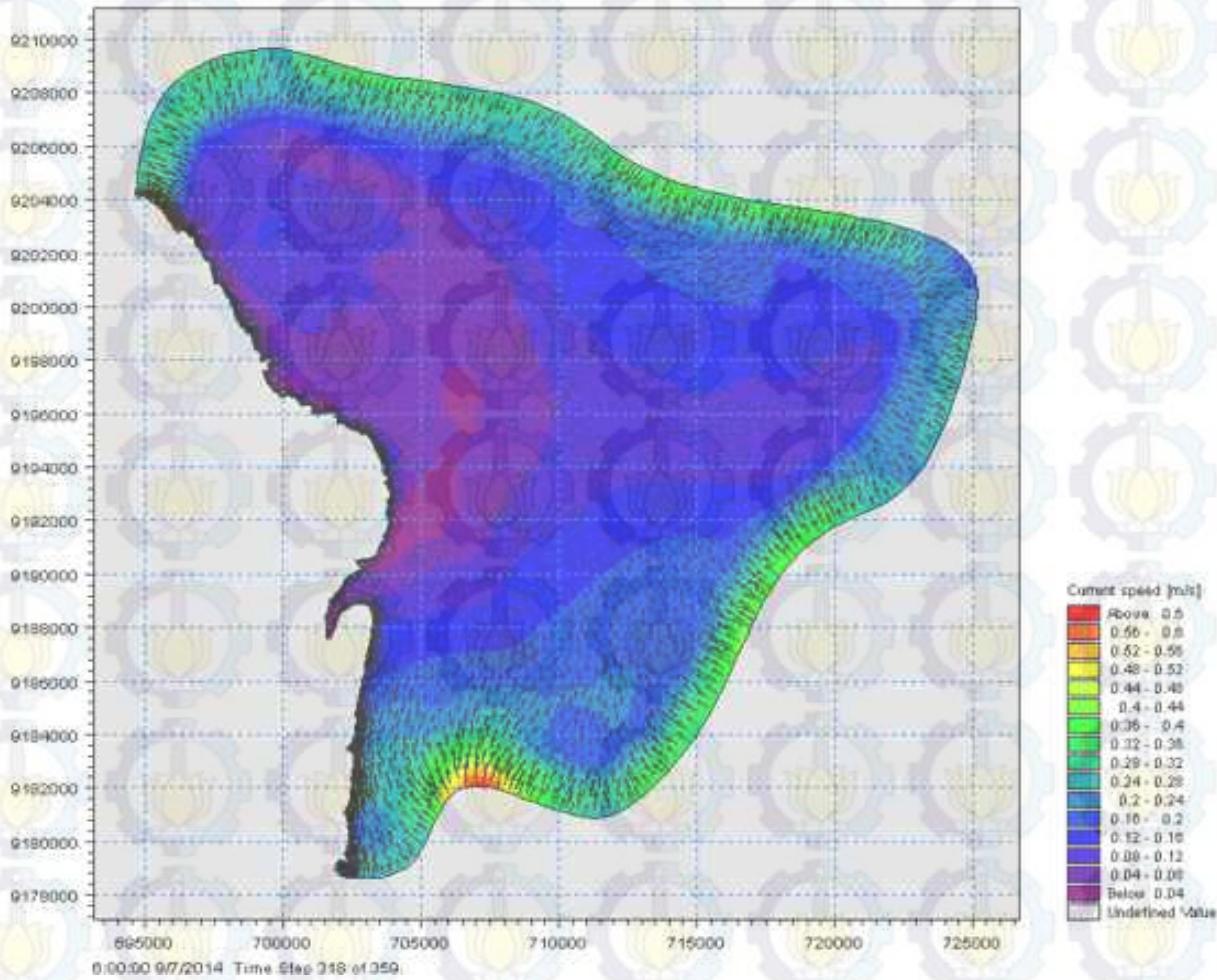 9210000
9208000
9206000
9204000
9202000
9200000
9198000
9196000
9194000
9192000
9190000
9188000
9186000
9184000
9182000
9180000
9178000
695000 700000 705000 710000 715000 720000 725000
6:00:00 9/7/2014 Time Step 318 of 359.
Current speed [m/s]
Above 0.6
0.56 - 0.6
0.52 - 0.56
0.48 - 0.52
0.44 - 0.48
0.4 - 0.44
0.36 - 0.4
0.32 - 0.36
0.28 - 0.32
0.24 - 0.28
0.2 - 0.24
0.16 - 0.2
0.12 - 0.16
0.08 - 0.12
0.04 - 0.08
Below 0.04
Undefined Value